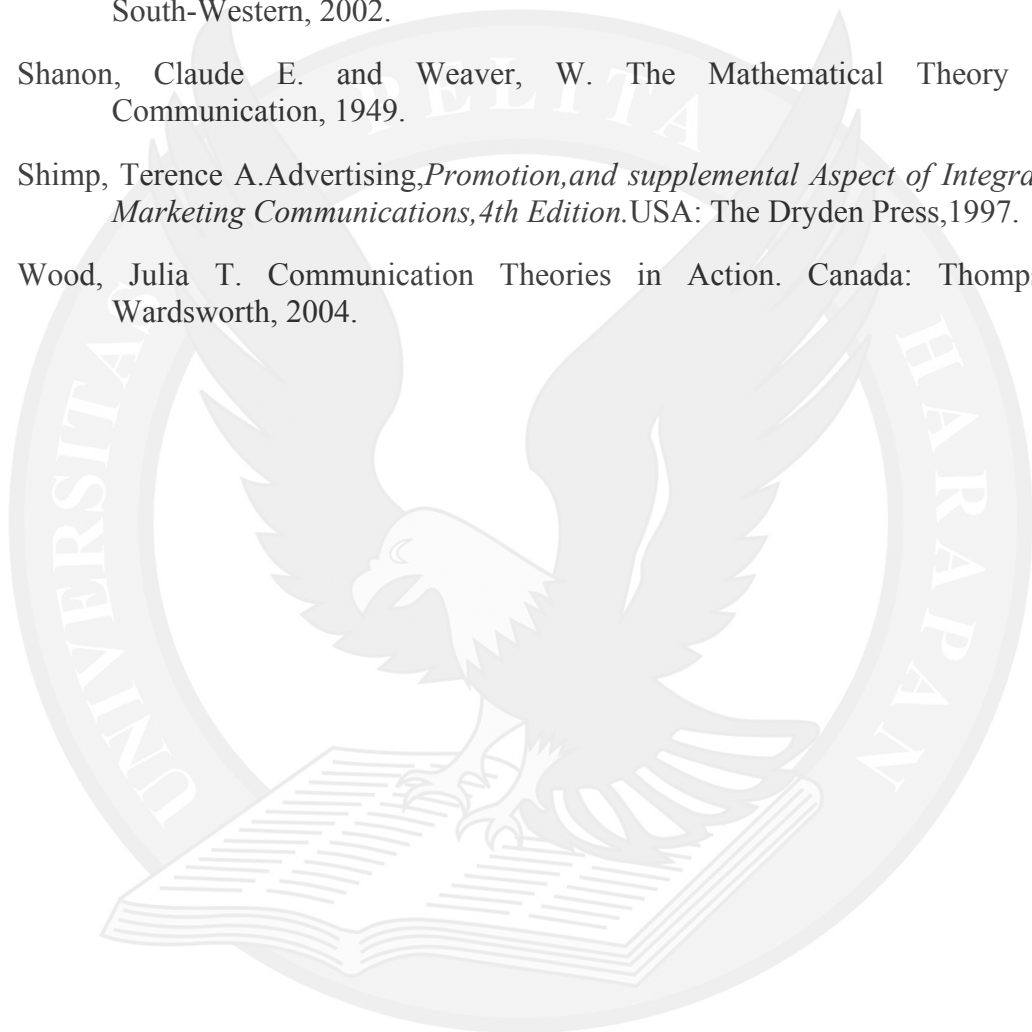 South-Western, 2002.
Shanon, Claude E. and Weaver, W. The Mathematical Theory
Communication, 1949.
Shimp, Terence A.Advertising,Promotion,and supplemental Aspect of Integra
Marketing Communications,4th Edition.USA: The Dryden Press,1997.
Wood, Julia T. Communication Theories in Action. Canada: Thomp
Wardsworth, 2004.
UNIVERSITAS PELITA HARAPAN